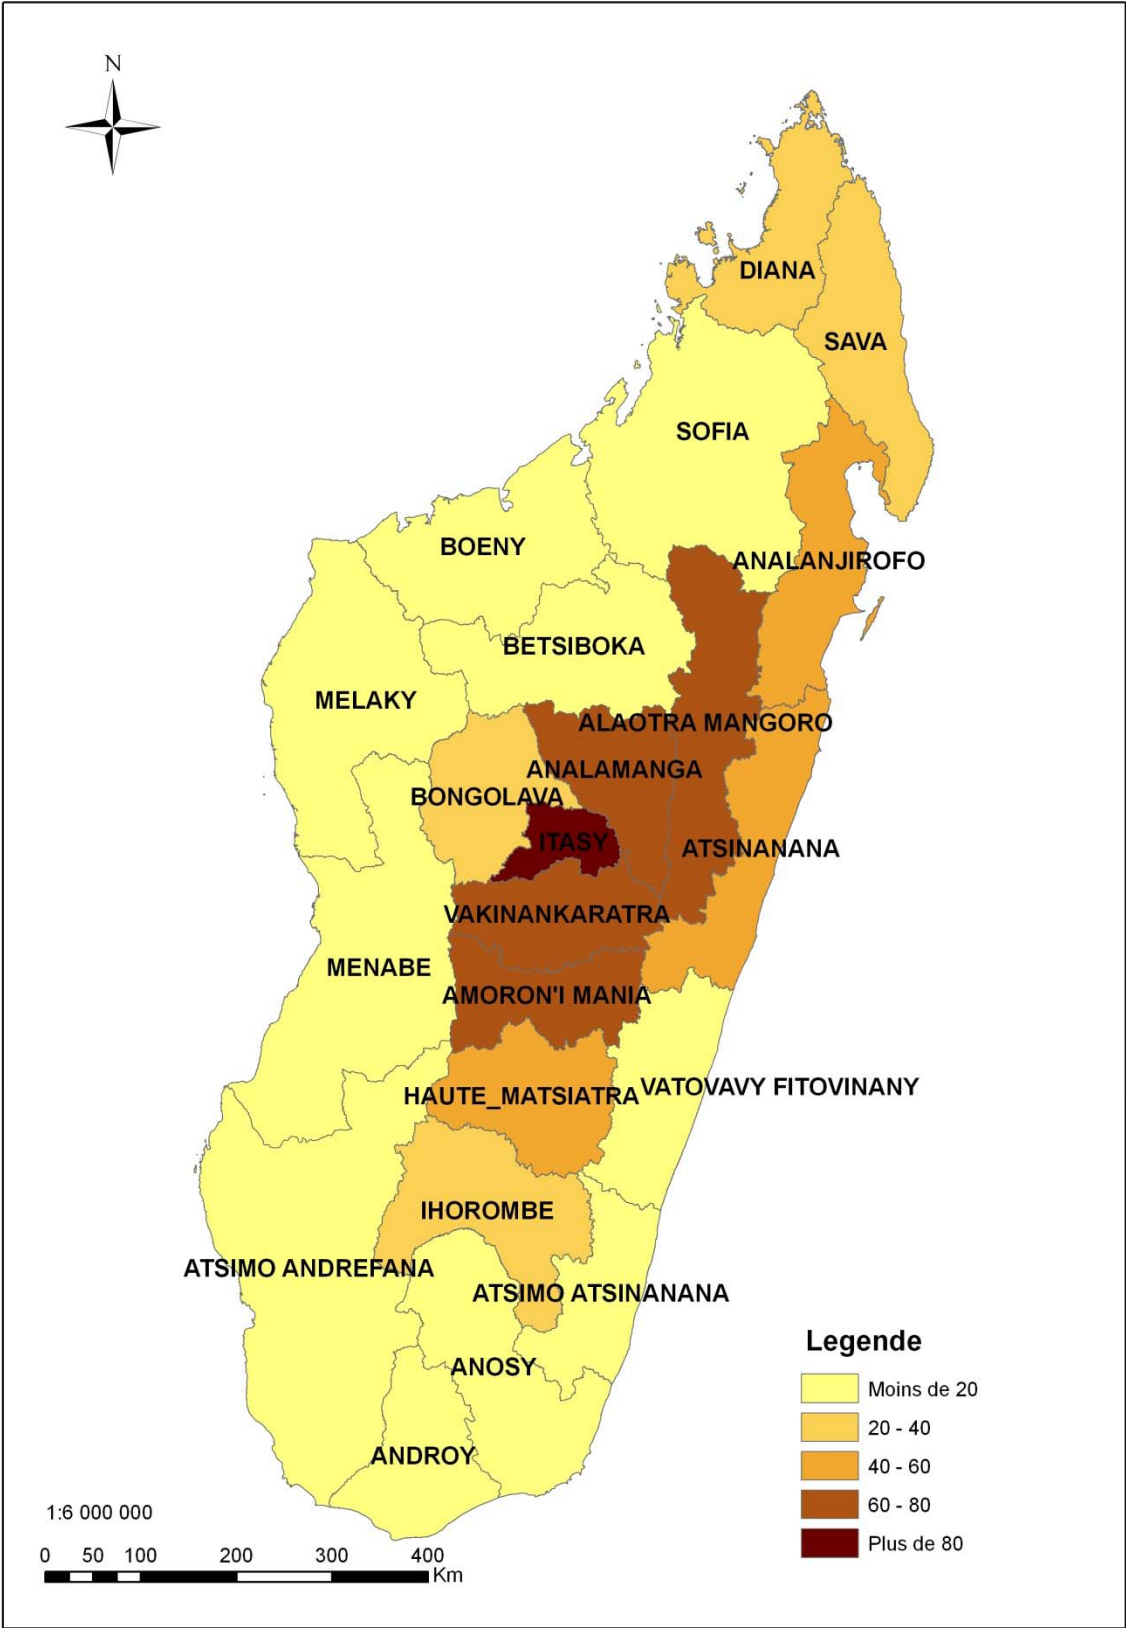 N
DIANA
SAVA
SOFIA
BOENY
ANALANJIROFO
BETSIBOKA
MELAKY
ALAOTRA MANGORO
ANALAMANGA
BONGOLAVA
ITASY
ATSINANANA
VAKINANKARATRA
MENABE
AMORON'I MANIA
HAUTE_MATSIATRA
VATOVAVY FITOVINANY
IHOROMBE
ATSIMO ANDREFANA
ATSIMO ATSINANANA
ANOSY
ANDROY
Legende
Moins de 20
20 - 40
40 - 60
60 - 80
Plus de 80
1:6 000 000
0 50 100 200 300 400
Km